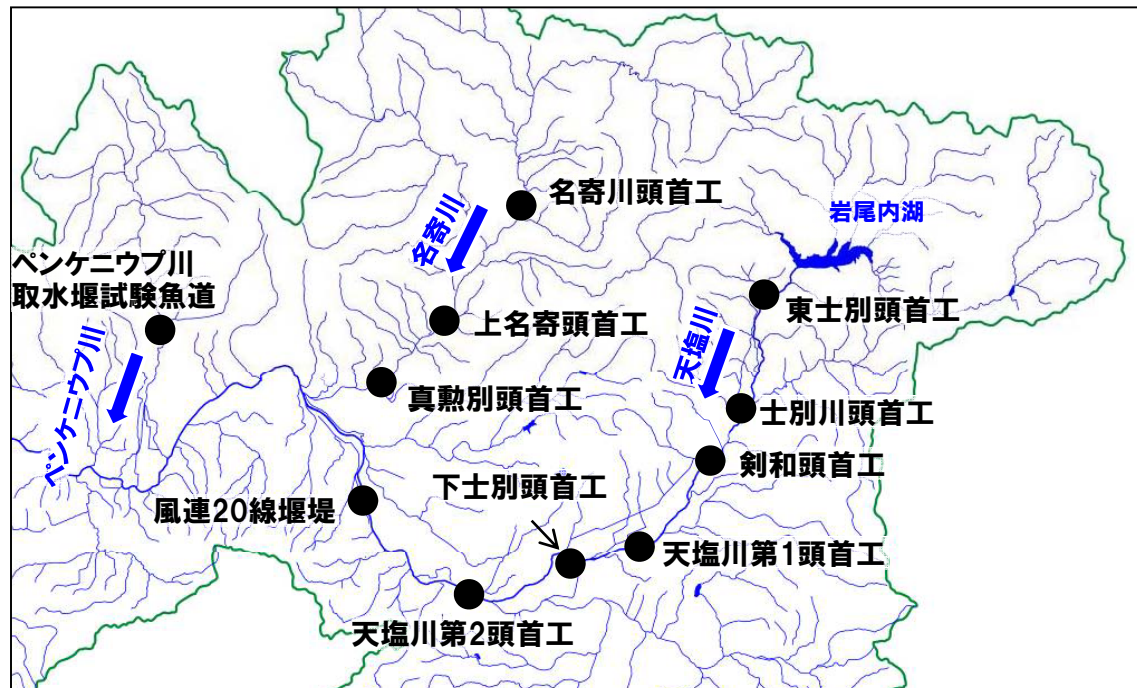 名寄川頭首工
岩尾内湖
名寄川
ペンケニウプ川
取水堰試験魚道
東士別頭首工
上名寄頭首工
天塩川
ペンケニウプ川
真勲別頭首工
士別川頭首工
剣和頭首工
下士別頭首工
風連20線堰堤
天塩川第1頭首工
天塩川第2頭首工